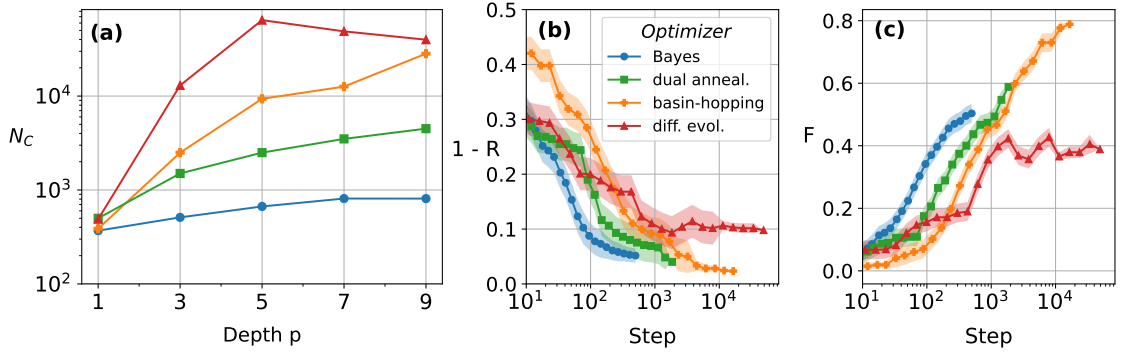 (a)
N_C
10^4
10^3
10^2
1 3 5 7 9
Depth p
(b)
1 - R
0.5
0.4
0.3
0.2
0.1
0.0
10^1 10^2 10^3 10^4
Step
Optimizer
Bayes
dual anneal.
basin-hopping
diff. evol.
(c)
F
0.8
0.6
0.4
0.2
0.0
10^1 10^2 10^3 10^4
Step